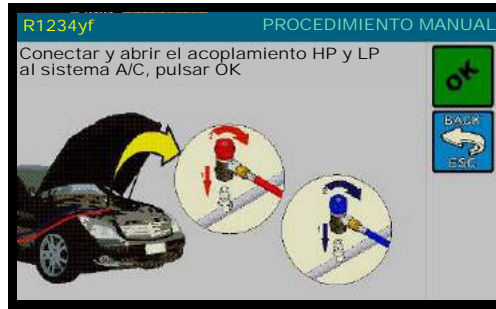 R1234yf
PROCEDIMIENTO MANUAL
Conectar y abrir el acoplamiento HP y LP
al sistema A/C, pulsar OK
OK
BACK
ESC